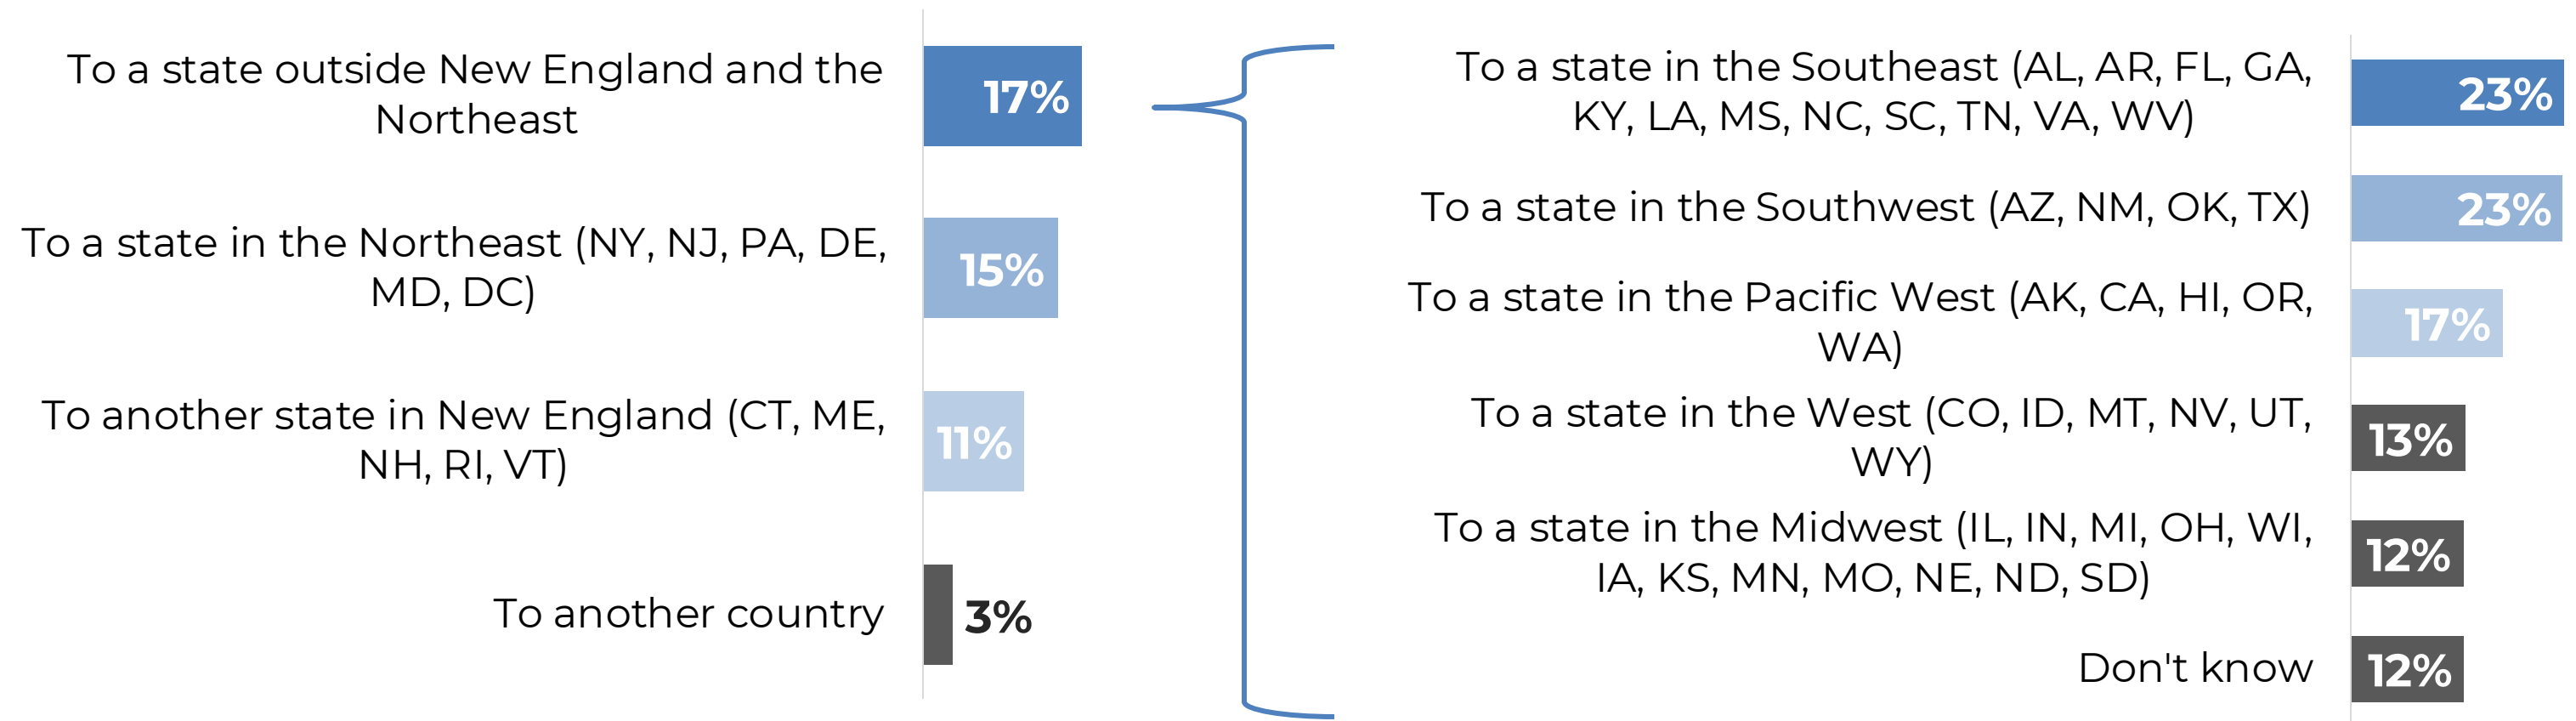 To a state outside New England and the
Northeast
17%
To a state in the Northeast (NY, NJ, PA, DE,
MD, DC)
15%
To another state in New England (CT, ME,
NH, RI, VT)
11%
To another country
3%
To a state in the Southeast (AL, AR, FL, GA,
KY, LA, MS, NC, SC, TN, VA, WV)
23%
To a state in the Southwest (AZ, NM, OK, TX)
23%
To a state in the Pacific West (AK, CA, HI, OR,
WA)
17%
To a state in the West (CO, ID, MT, NV, UT,
WY)
13%
To a state in the Midwest (IL, IN, MI, OH, WI,
IA, KS, MN, MO, NE, ND, SD)
12%
Don't know
12%